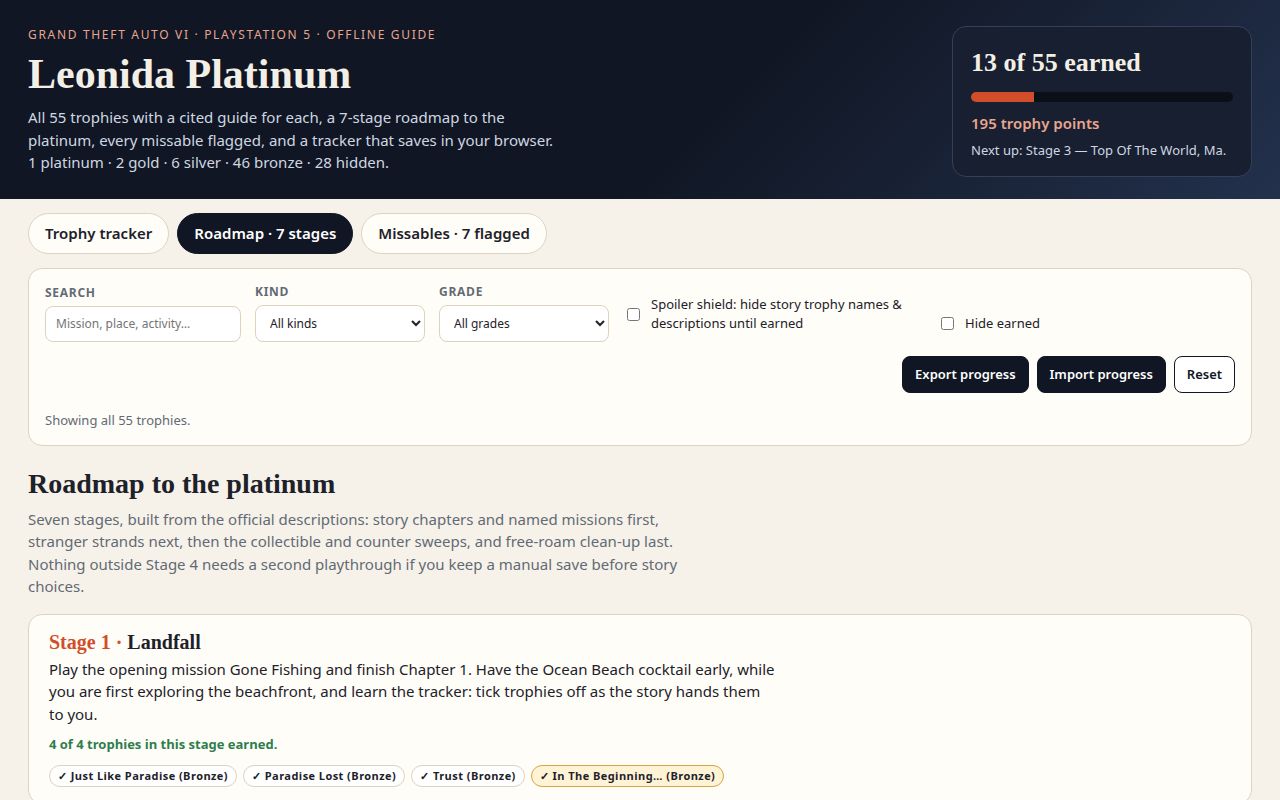 GRAND THEFT AUTO VI · PLAYSTATION 5 · OFFLINE GUIDE
Leonida Platinum
All 55 trophies with a cited guide for each, a 7-stage roadmap to the
platinum, every missable flagged, and a tracker that saves in your browser.
1 platinum · 2 gold · 6 silver · 46 bronze · 28 hidden.
13 of 55 earned
195 trophy points
Next up: Stage 3 — Top Of The World, Ma.
Trophy tracker
Roadmap · 7 stages
Missables · 7 flagged
SEARCH
Mission, place, activity...
KIND
All kinds
GRADE
All grades
Spoiler shield: hide story trophy names &
descriptions until earned
Hide earned
Export progress
Import progress
Reset
Showing all 55 trophies.
Roadmap to the platinum
Seven stages, built from the official descriptions: story chapters and named missions first,
stranger strands next, then the collectible and counter sweeps, and free-roam clean-up last.
Nothing outside Stage 4 needs a second playthrough if you keep a manual save before story
choices.
Stage 1 · Landfall
Play the opening mission Gone Fishing and finish Chapter 1. Have the Ocean Beach cocktail early, while
you are first exploring the beachfront, and learn the tracker: tick trophies off as the story hands them
to you.
4 of 4 trophies in this stage earned.
✓ Just Like Paradise (Bronze)
✓ Paradise Lost (Bronze)
✓ Trust (Bronze)
✓ In The Beginning... (Bronze)